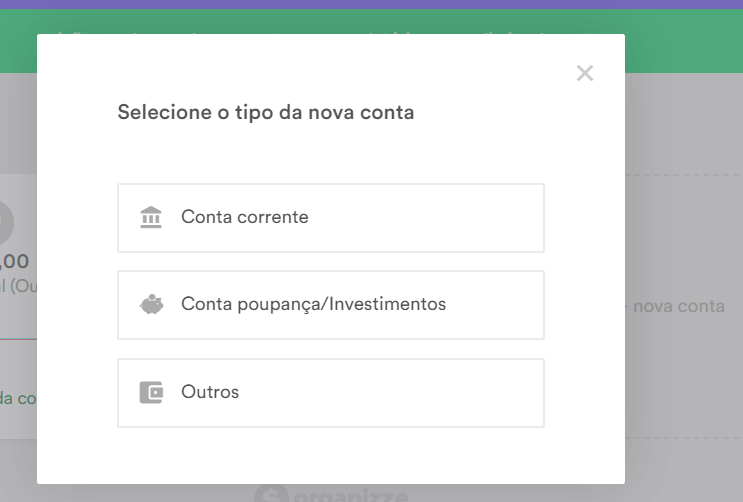 Selecione o tipo da nova conta
,00
Conta corrente
l (Ou
Conta poupança/Investimentos
nova conta
Outros
da co
organizze